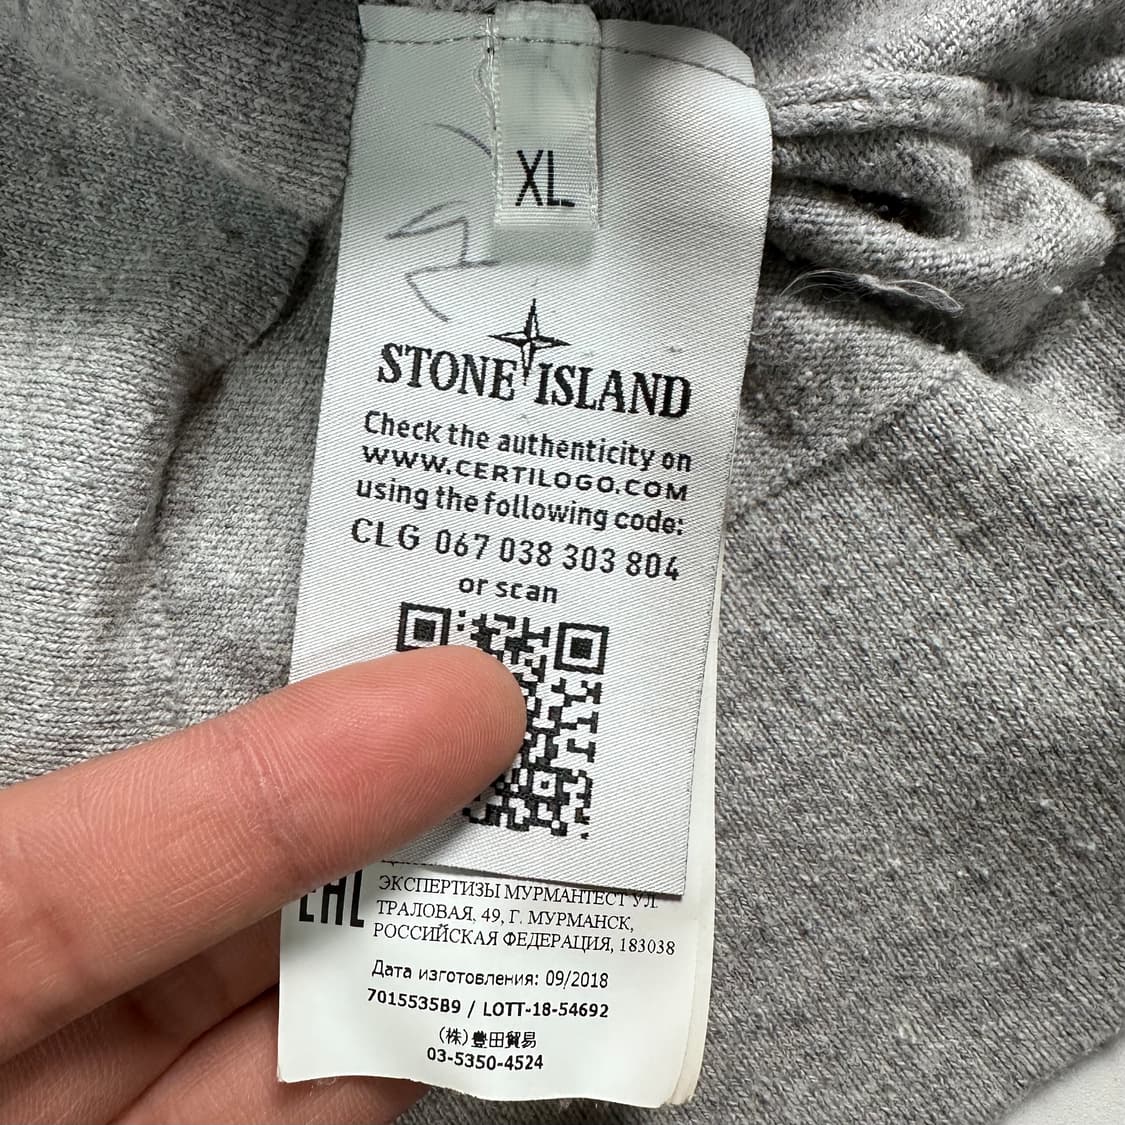 XL
STONE ISLAND
Check the authenticity on
WWW.CERTILOGO.COM
using the following code:
CLG 067 038 303 804
or scan
EAC
ЭКСПЕРТИЗЫ МУРМАНТЕСТ УЛ.
ТРАЛОВАЯ, 49, Г. МУРМАНСК,
РОССИЙСКАЯ ФЕДЕРАЦИЯ, 183038
Дата изготовления: 09/2018
7015535B9 / LOTT-18-54692
(株)豊田貿易
03-5350-4524